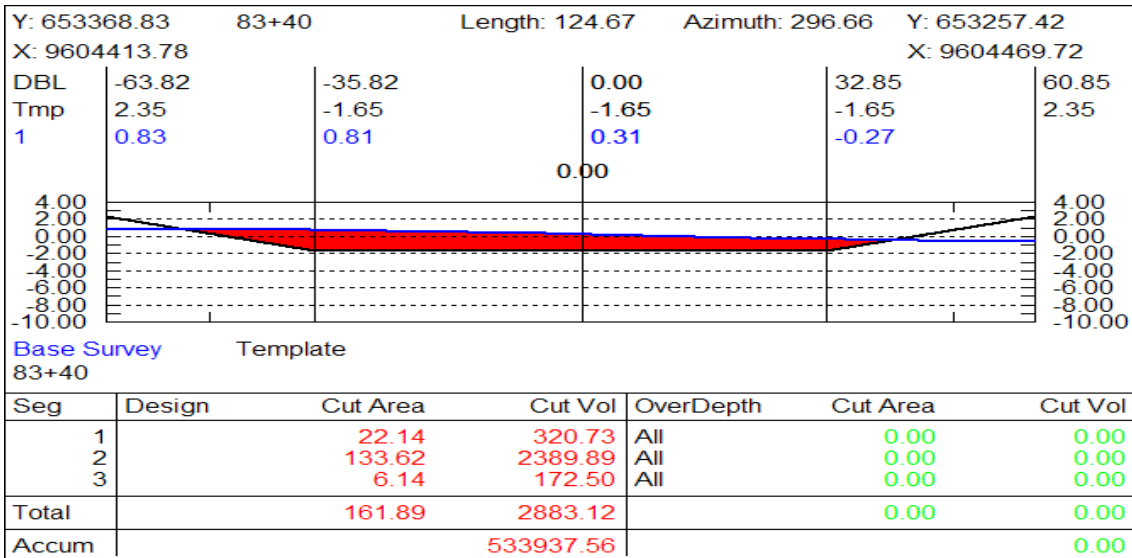 Y: 653368.83 83+40 Length: 124.67 Azimuth: 296.66 Y: 653257.42
X: 9604413.78 X: 9604469.72
DBL -63.82 -35.82 0.00 32.85 60.85
Tmp 2.35 -1.65 -1.65 -1.65 2.35
1 0.83 0.81 0.31 -0.27
0.00
4.00 4.00
2.00 2.00
0.00 0.00
-2.00 -2.00
-4.00 -4.00
-6.00 -6.00
-8.00 -8.00
-10.00 -10.00
Base Survey Template
83+40
Seg Design Cut Area Cut Vol OverDepth Cut Area Cut Vol
1 22.14 320.73 All 0.00 0.00
2 133.62 2389.89 All 0.00 0.00
3 6.14 172.50 All 0.00 0.00
Total 161.89 2883.12 0.00 0.00
Accum 533937.56 0.00